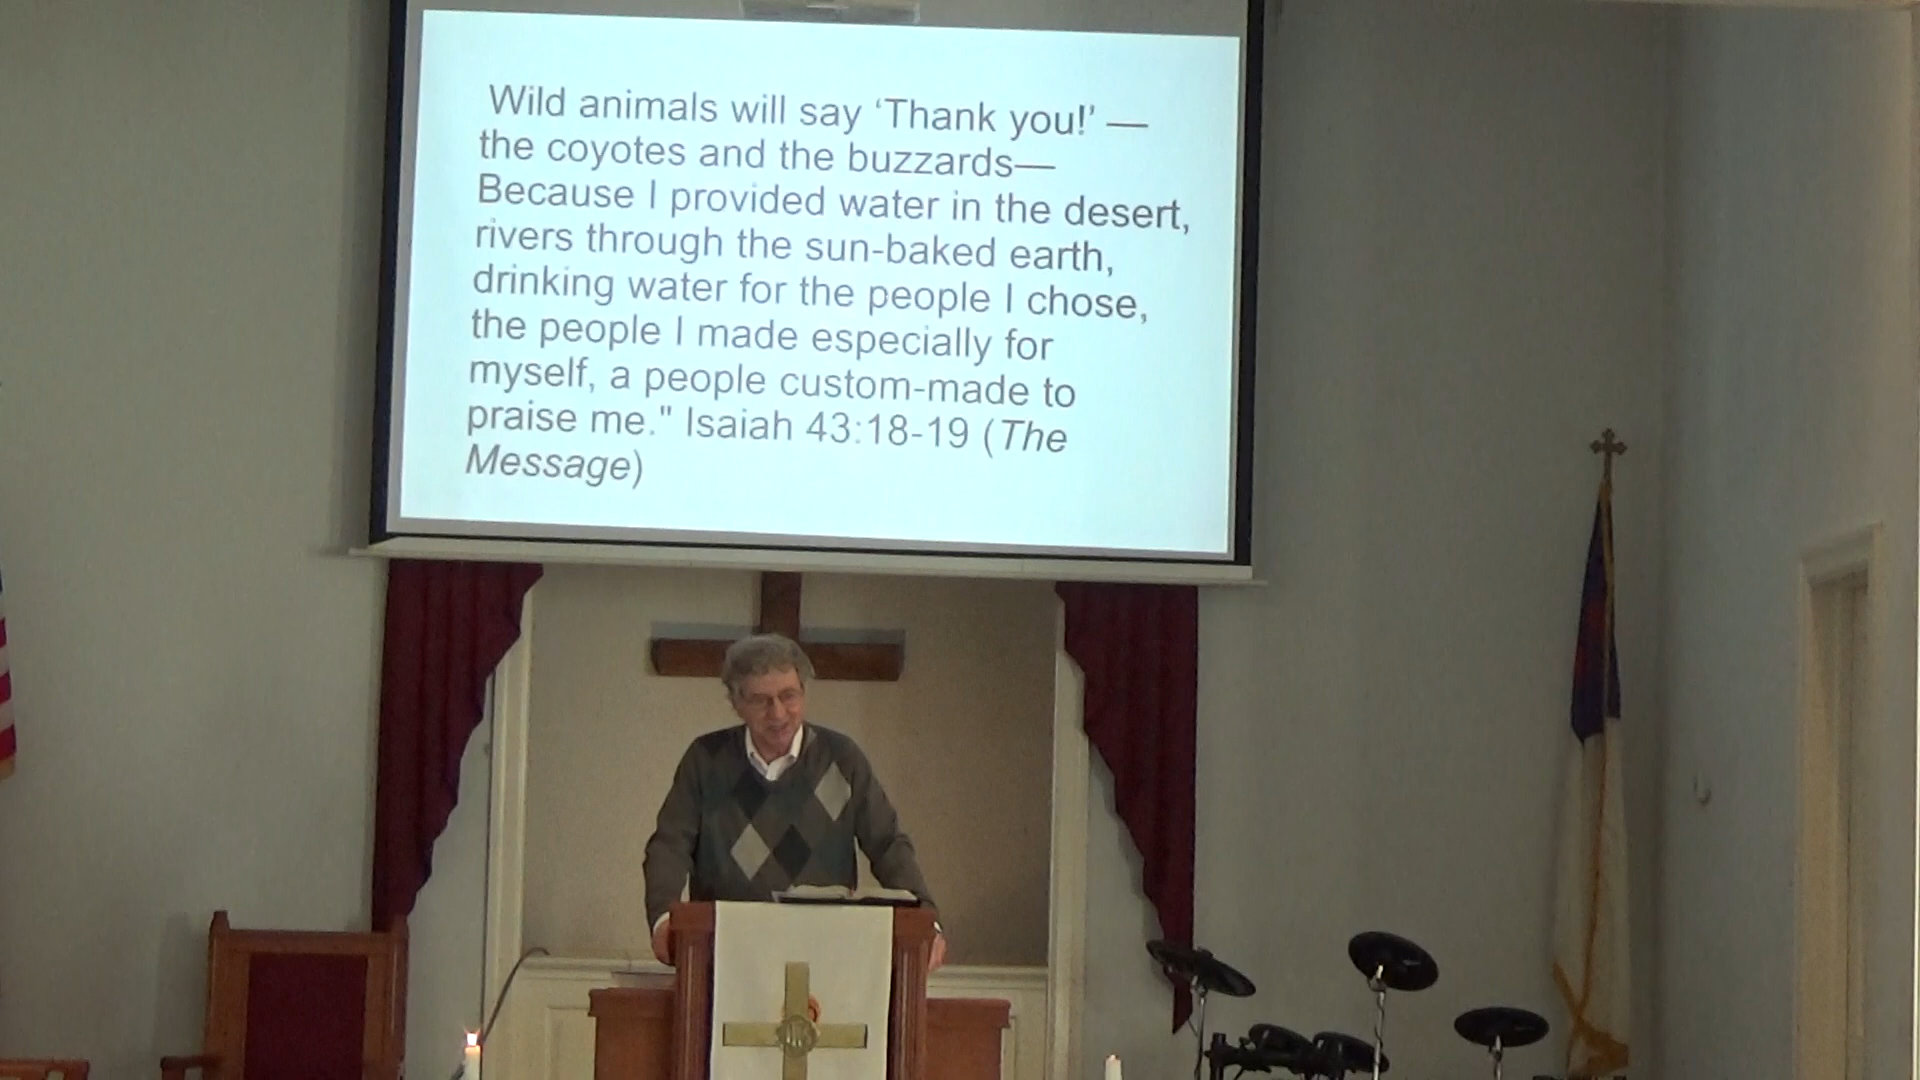 Wild animals will say ‘Thank you!’ —
the coyotes and the buzzards—
Because I provided water in the desert,
rivers through the sun-baked earth,
drinking water for the people I chose,
the people I made especially for
myself, a people custom-made to
praise me." Isaiah 43:18-19 (The
Message)